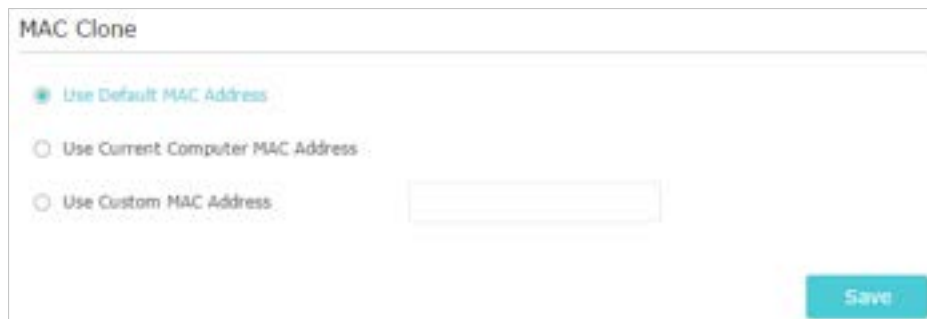 MAC Clone
Use Default MAC Address
Use Current Computer MAC Address
Use Custom MAC Address
Save